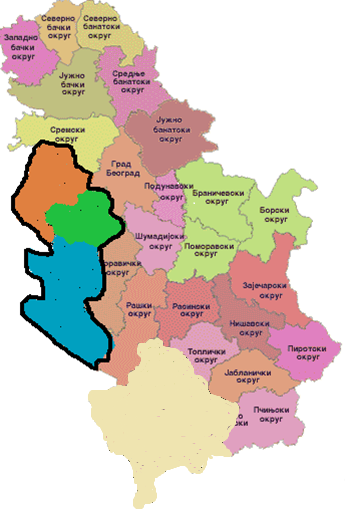 Северно
бачки
округ
Северно
банатски
округ
Западно
бачки
округ
Јужно
бачки
округ
Средње
банатски
округ
Сремски
округ
Јужно
банатски
округ
Град
Београд
Подунавски
округ
Браничевски
округ
Борски
округ
Шумадијски
округ
Поморавски
округ
оравички
округ
Зајечарски
округ
Рашки
округ
Расински
округ
Нишавски
округ
Топлички
округ
Пиротски
округ
Јабланички
округ
Пчињски
округ